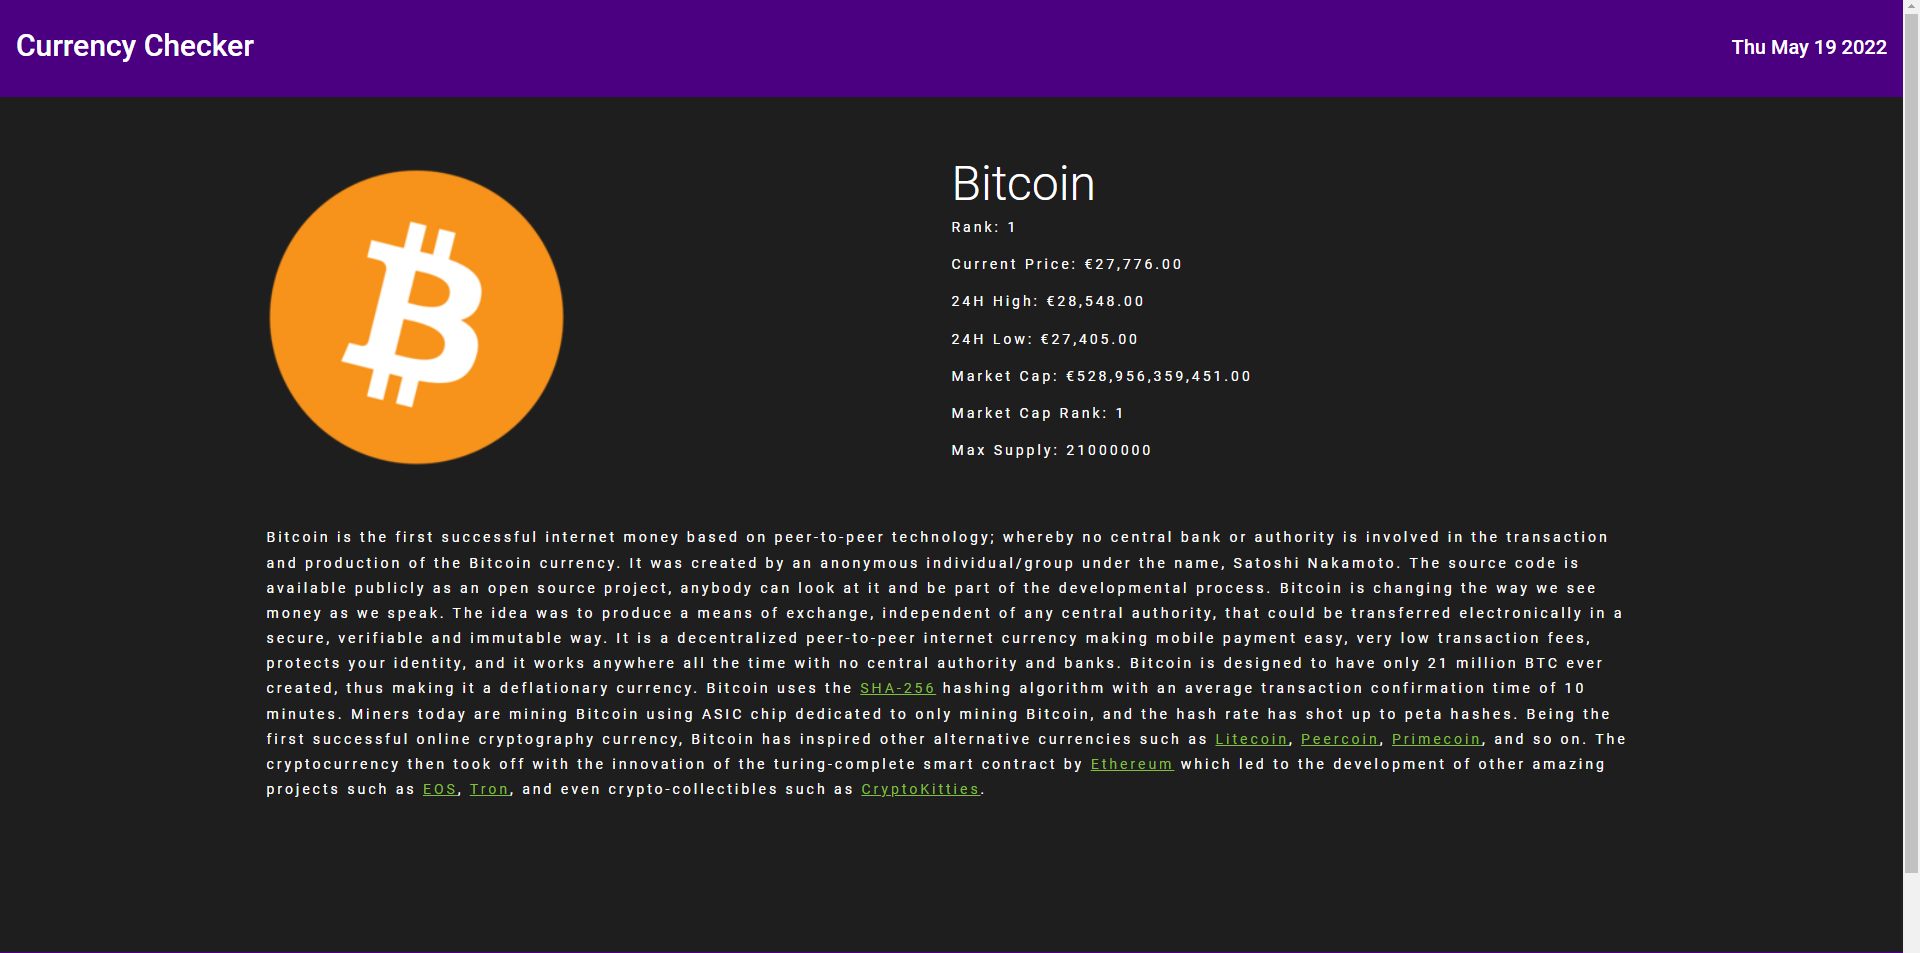 Currency Checker
Thu May 19 2022
Bitcoin
Rank: 1
Current Price: €27,776.00
24H High: €28,548.00
24H Low: €27,405.00
Market Cap: €528,956,359,451.00
Market Cap Rank: 1
Max Supply: 21000000
Bitcoin is the first successful internet money based on peer-to-peer technology; whereby no central bank or authority is involved in the transaction
and production of the Bitcoin currency. It was created by an anonymous individual/group under the name, Satoshi Nakamoto. The source code is
available publicly as an open source project, anybody can look at it and be part of the developmental process. Bitcoin is changing the way we see
money as we speak. The idea was to produce a means of exchange, independent of any central authority, that could be transferred electronically in a
secure, verifiable and immutable way. It is a decentralized peer-to-peer internet currency making mobile payment easy, very low transaction fees,
protects your identity, and it works anywhere all the time with no central authority and banks. Bitcoin is designed to have only 21 million BTC ever
created, thus making it a deflationary currency. Bitcoin uses the SHA-256 hashing algorithm with an average transaction confirmation time of 10
minutes. Miners today are mining Bitcoin using ASIC chip dedicated to only mining Bitcoin, and the hash rate has shot up to peta hashes. Being the
first successful online cryptography currency, Bitcoin has inspired other alternative currencies such as Litecoin, Peercoin, Primecoin, and so on. The
cryptocurrency then took off with the innovation of the turing-complete smart contract by Ethereum which led to the development of other amazing
projects such as EOS, Tron, and even crypto-collectibles such as CryptoKitties.